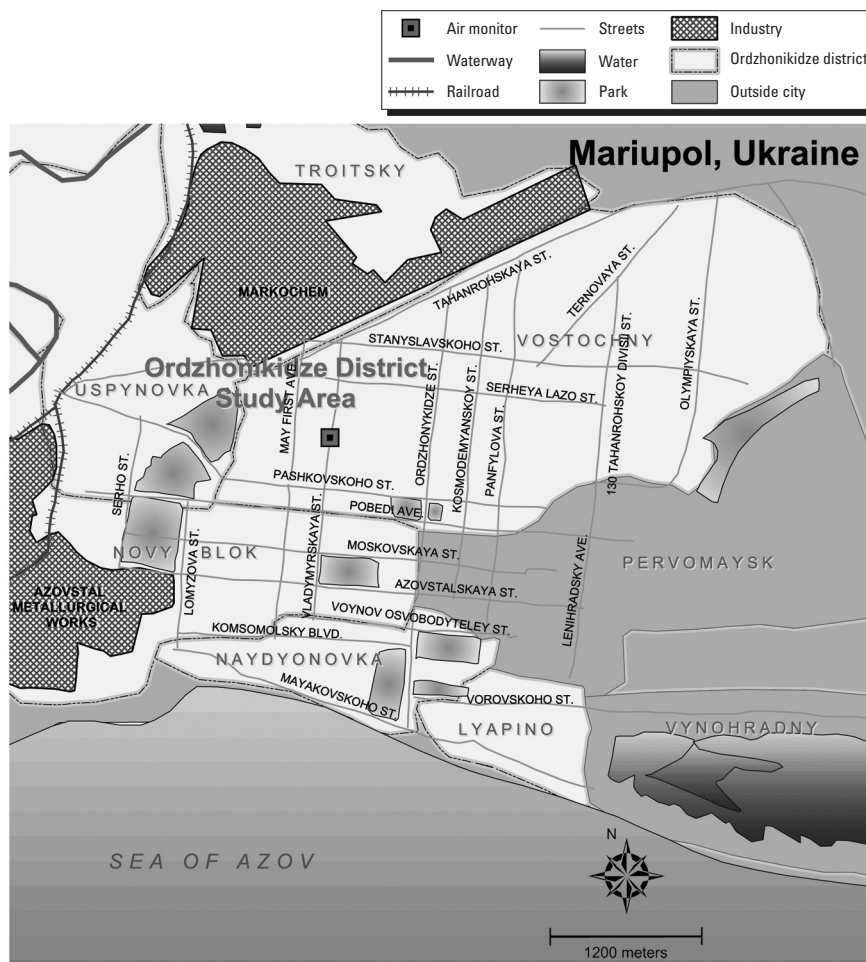 Air monitor
Streets
Industry
Waterway
Water
Ordzhonikidze district
Railroad
Park
Outside city
Mariupol, Ukraine
TROITSKY
MARKOCHEM
TAHANROHSKAYA ST.
TERNOVAYA ST.
STANYSLAVSKOHO ST.
VOSTOCHNY
Ordzhonikidze District
Study Area
USPYNOVKA
SERHEYA LAZO ST.
MAY FIRST AVE.
ORDZHONYKIDZE ST.
KOSMODEMYANSKOY ST.
PANFYLOVA ST.
130 TAHANROHSKOY DIVISII ST.
OLYMPIYSKAYA ST.
SERHO ST.
PASHKOVSKOHO ST.
POBEDI AVE.
NOVY BLOK
MOSKOVSKAYA ST.
LOMYZOVA ST.
VLADYMYRSKAYA ST.
PERVOMAYSK
AZOVSTAL
METALLURGICAL
WORKS
AZOVSTALSKAYA ST.
LENIHRADSKY AVE.
VOYNOV OSVOBODYTELEY ST.
KOMSOMOLSKY BLVD.
NAYDYONOVKA
MAYAKOVSKOHO ST.
VOROVSKOHO ST.
LYAPINO
VYNOHRADNY
SEA OF AZOV
N
1200 meters